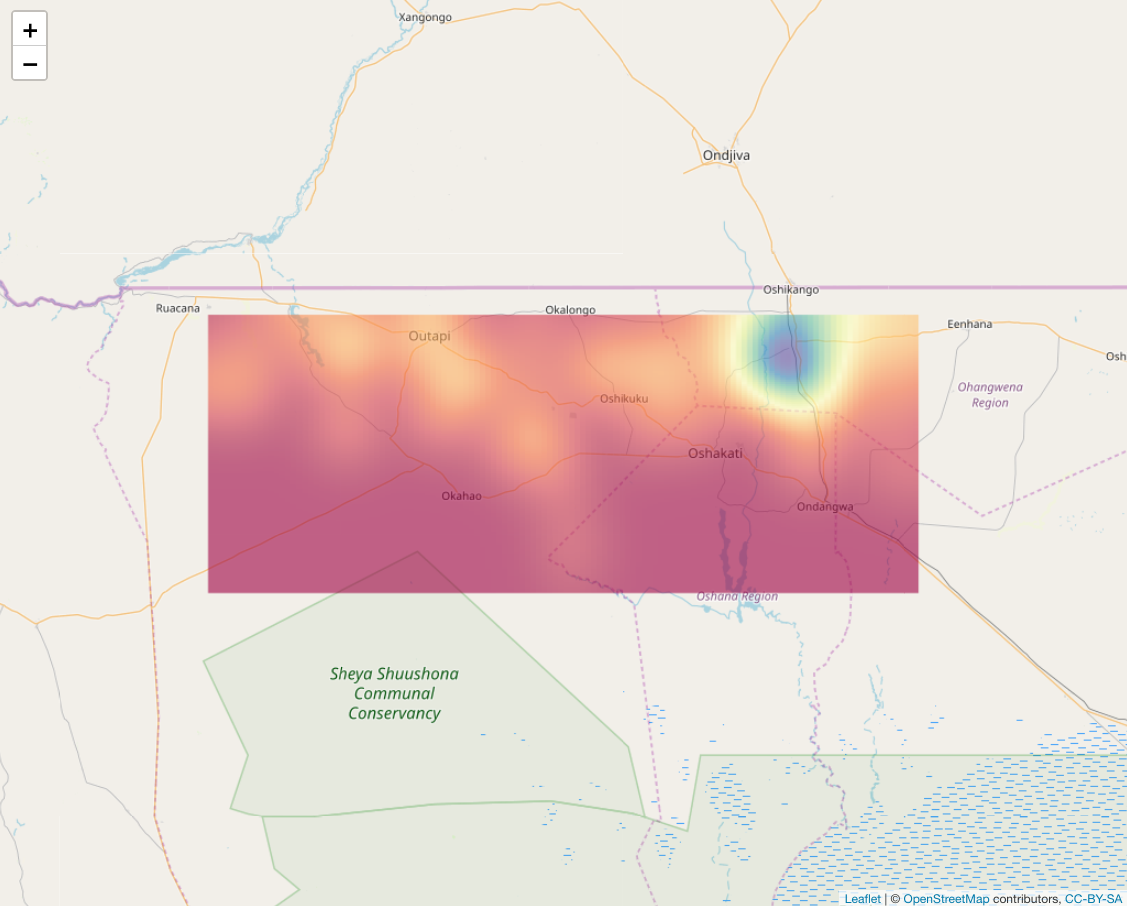 +
−
Xangongo
Ondjiva
Oshikango
Ruacana
Okalongo
Eenhana
Outapi
Osh
Ohangwena
Region
Oshikuku
Oshakati
Okahao
Ondangwa
Oshana Region
Sheya Shuushona
Communal
Conservancy
Leaflet | © OpenStreetMap contributors, CC-BY-SA